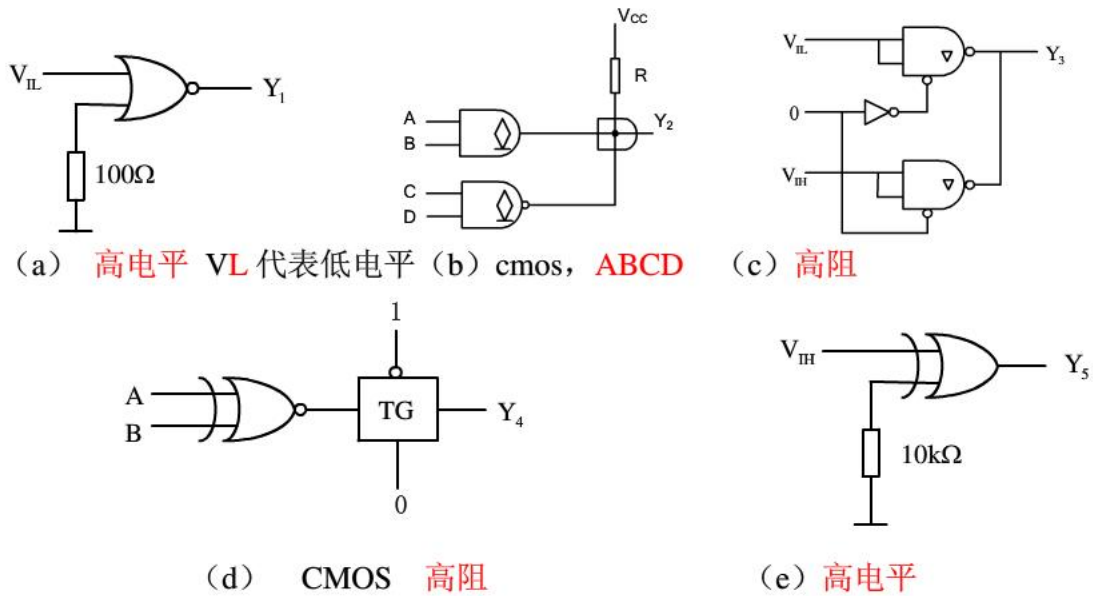 V_IL
Y_1
100Ω
V_CC
R
A
B
Y_2
C
D
V_IL
Y_3
0
V_IH
(a) 高电平 VL 代表低电平 (b) cmos, ABCD (c) 高阻
1
A
B
TG
Y_4
0
V_IH
Y_5
10kΩ
(d) CMOS 高阻 (e) 高电平